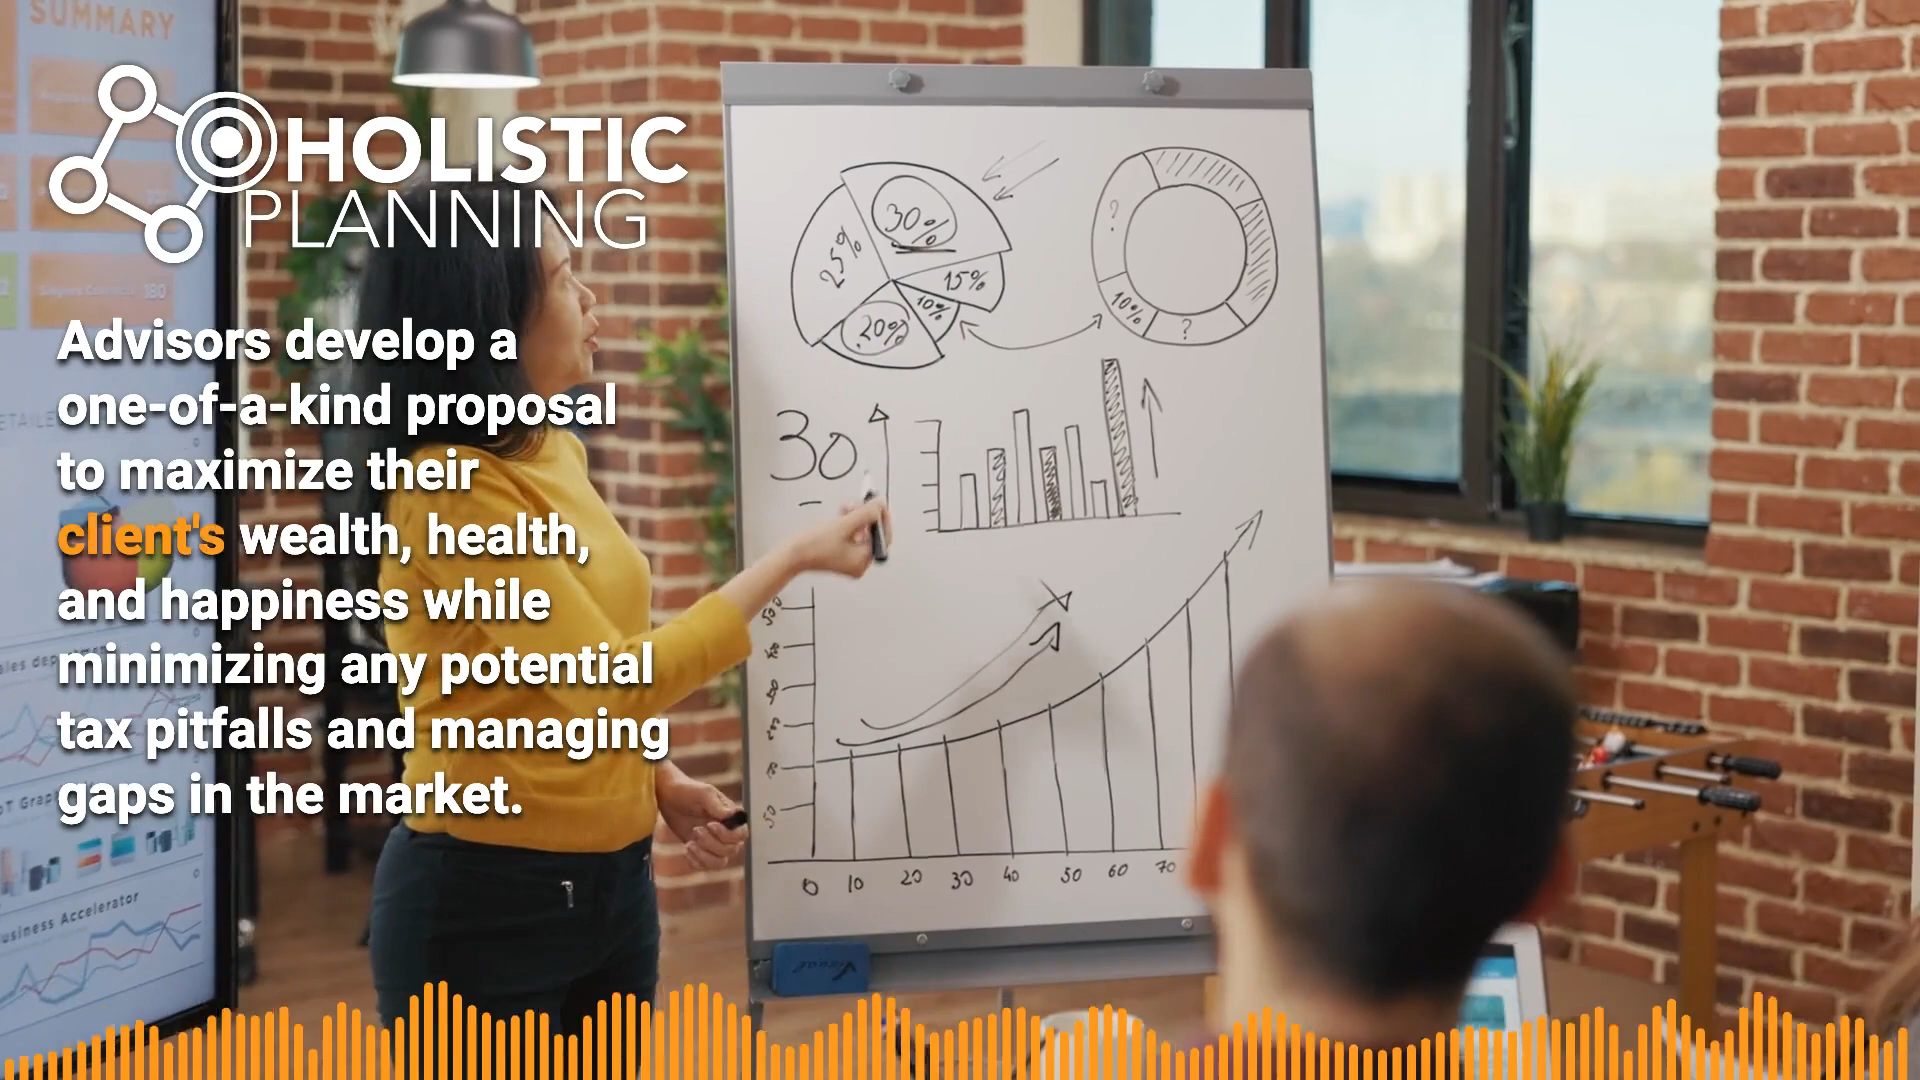 SUMMARY
HOLISTIC
PLANNING
Advisors develop a
one-of-a-kind proposal
to maximize their
client's wealth, health,
and happiness while
minimizing any potential
tax pitfalls and managing
gaps in the market.
180
Business Accelerator
30%
25%
15%
10%
20%
?
10%
?
30
0 10 20 30 40 50 60 70
Visual